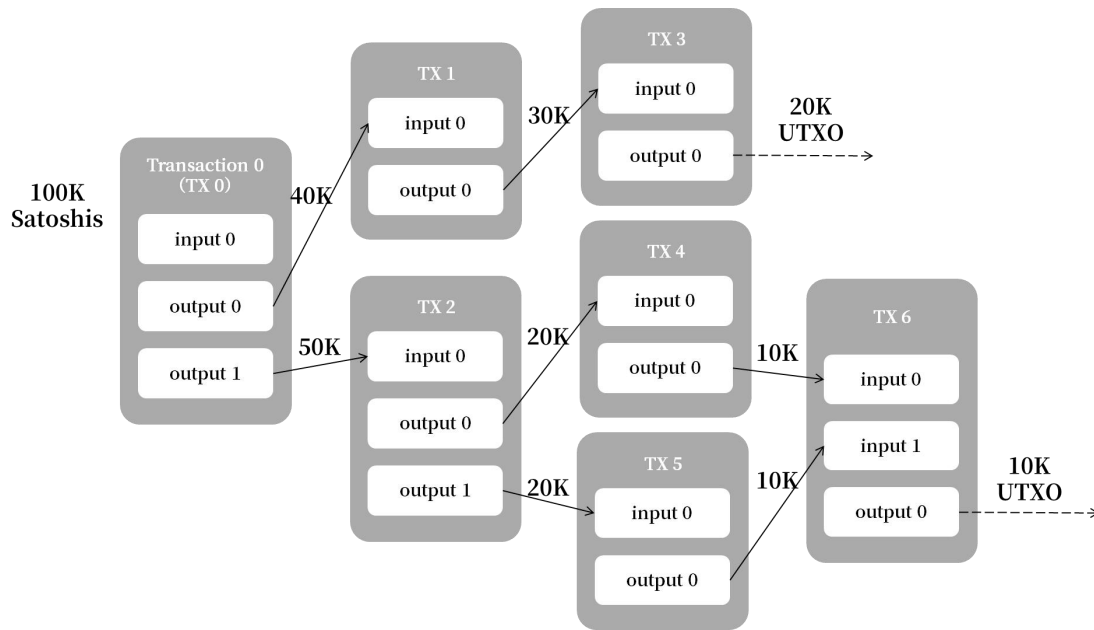 100K
Satoshis
Transaction 0
(TX 0)
input 0
output 0
output 1
40K
50K
TX 1
input 0
output 0
30K
TX 2
input 0
output 0
output 1
20K
20K
TX 3
input 0
output 0
20K
UTXO
TX 4
input 0
output 0
10K
TX 5
input 0
output 0
10K
TX 6
input 0
input 1
output 0
10K
UTXO